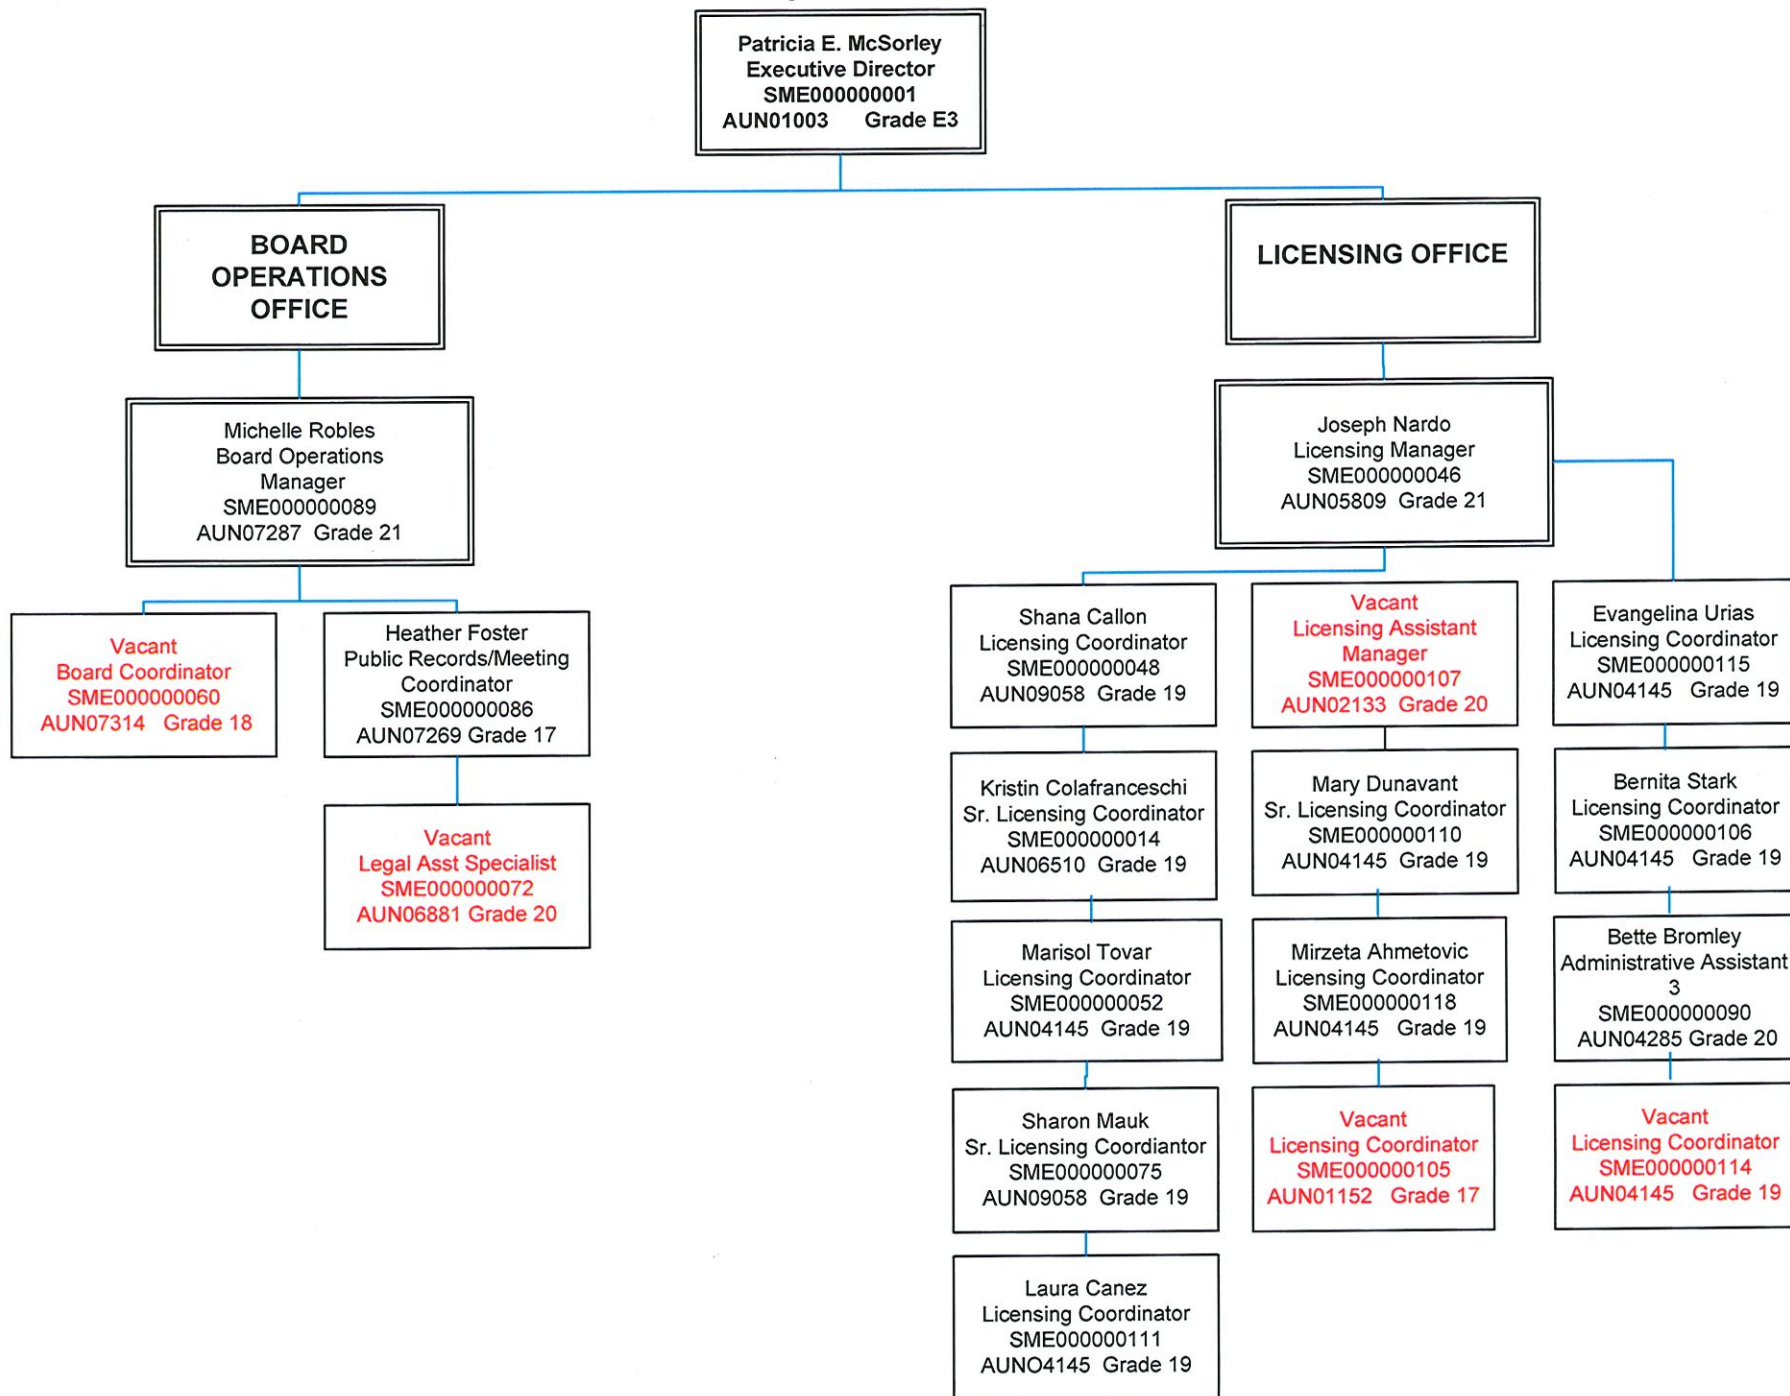 Patricia E. McSorley
Executive Director
SME000000001
AUN01003 Grade E3
BOARD
OPERATIONS
OFFICE
LICENSING OFFICE
Michelle Robles
Board Operations
Manager
SME000000089
AUN07287 Grade 21
Joseph Nardo
Licensing Manager
SME000000046
AUN05809 Grade 21
Vacant
Board Coordinator
SME000000060
AUN07314 Grade 18
Heather Foster
Public Records/Meeting
Coordinator
SME000000086
AUN07269 Grade 17
Vacant
Legal Asst Specialist
SME000000072
AUN06881 Grade 20
Shana Callon
Licensing Coordinator
SME000000048
AUN09058 Grade 19
Vacant
Licensing Assistant
Manager
SME000000107
AUN02133 Grade 20
Evangelina Urias
Licensing Coordinator
SME000000115
AUN04145 Grade 19
Kristin Colafranceschi
Sr. Licensing Coordinator
SME000000014
AUN06510 Grade 19
Mary Dunavant
Sr. Licensing Coordinator
SME000000110
AUN04145 Grade 19
Bernita Stark
Licensing Coordinator
SME000000106
AUN04145 Grade 19
Marisol Tovar
Licensing Coordinator
SME000000052
AUN04145 Grade 19
Mirzeta Ahmetovic
Licensing Coordinator
SME000000118
AUN04145 Grade 19
Bette Bromley
Administrative Assistant
3
SME000000090
AUN04285 Grade 20
Sharon Mauk
Sr. Licensing Coordiantor
SME000000075
AUN09058 Grade 19
Vacant
Licensing Coordinator
SME000000105
AUN01152 Grade 17
Vacant
Licensing Coordinator
SME000000114
AUN04145 Grade 19
Laura Canez
Licensing Coordinator
SME000000111
AUNO4145 Grade 19